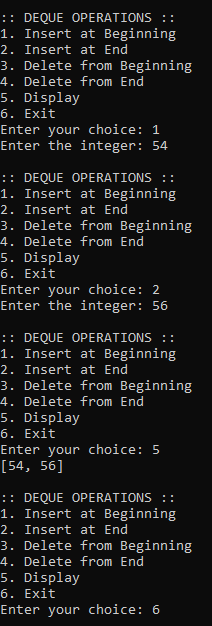 :: DEQUE OPERATIONS ::
1. Insert at Beginning
2. Insert at End
3. Delete from Beginning
4. Delete from End
5. Display
6. Exit
Enter your choice: 1
Enter the integer: 54
:: DEQUE OPERATIONS ::
1. Insert at Beginning
2. Insert at End
3. Delete from Beginning
4. Delete from End
5. Display
6. Exit
Enter your choice: 2
Enter the integer: 56
:: DEQUE OPERATIONS ::
1. Insert at Beginning
2. Insert at End
3. Delete from Beginning
4. Delete from End
5. Display
6. Exit
Enter your choice: 5
[54, 56]
:: DEQUE OPERATIONS ::
1. Insert at Beginning
2. Insert at End
3. Delete from Beginning
4. Delete from End
5. Display
6. Exit
Enter your choice: 6